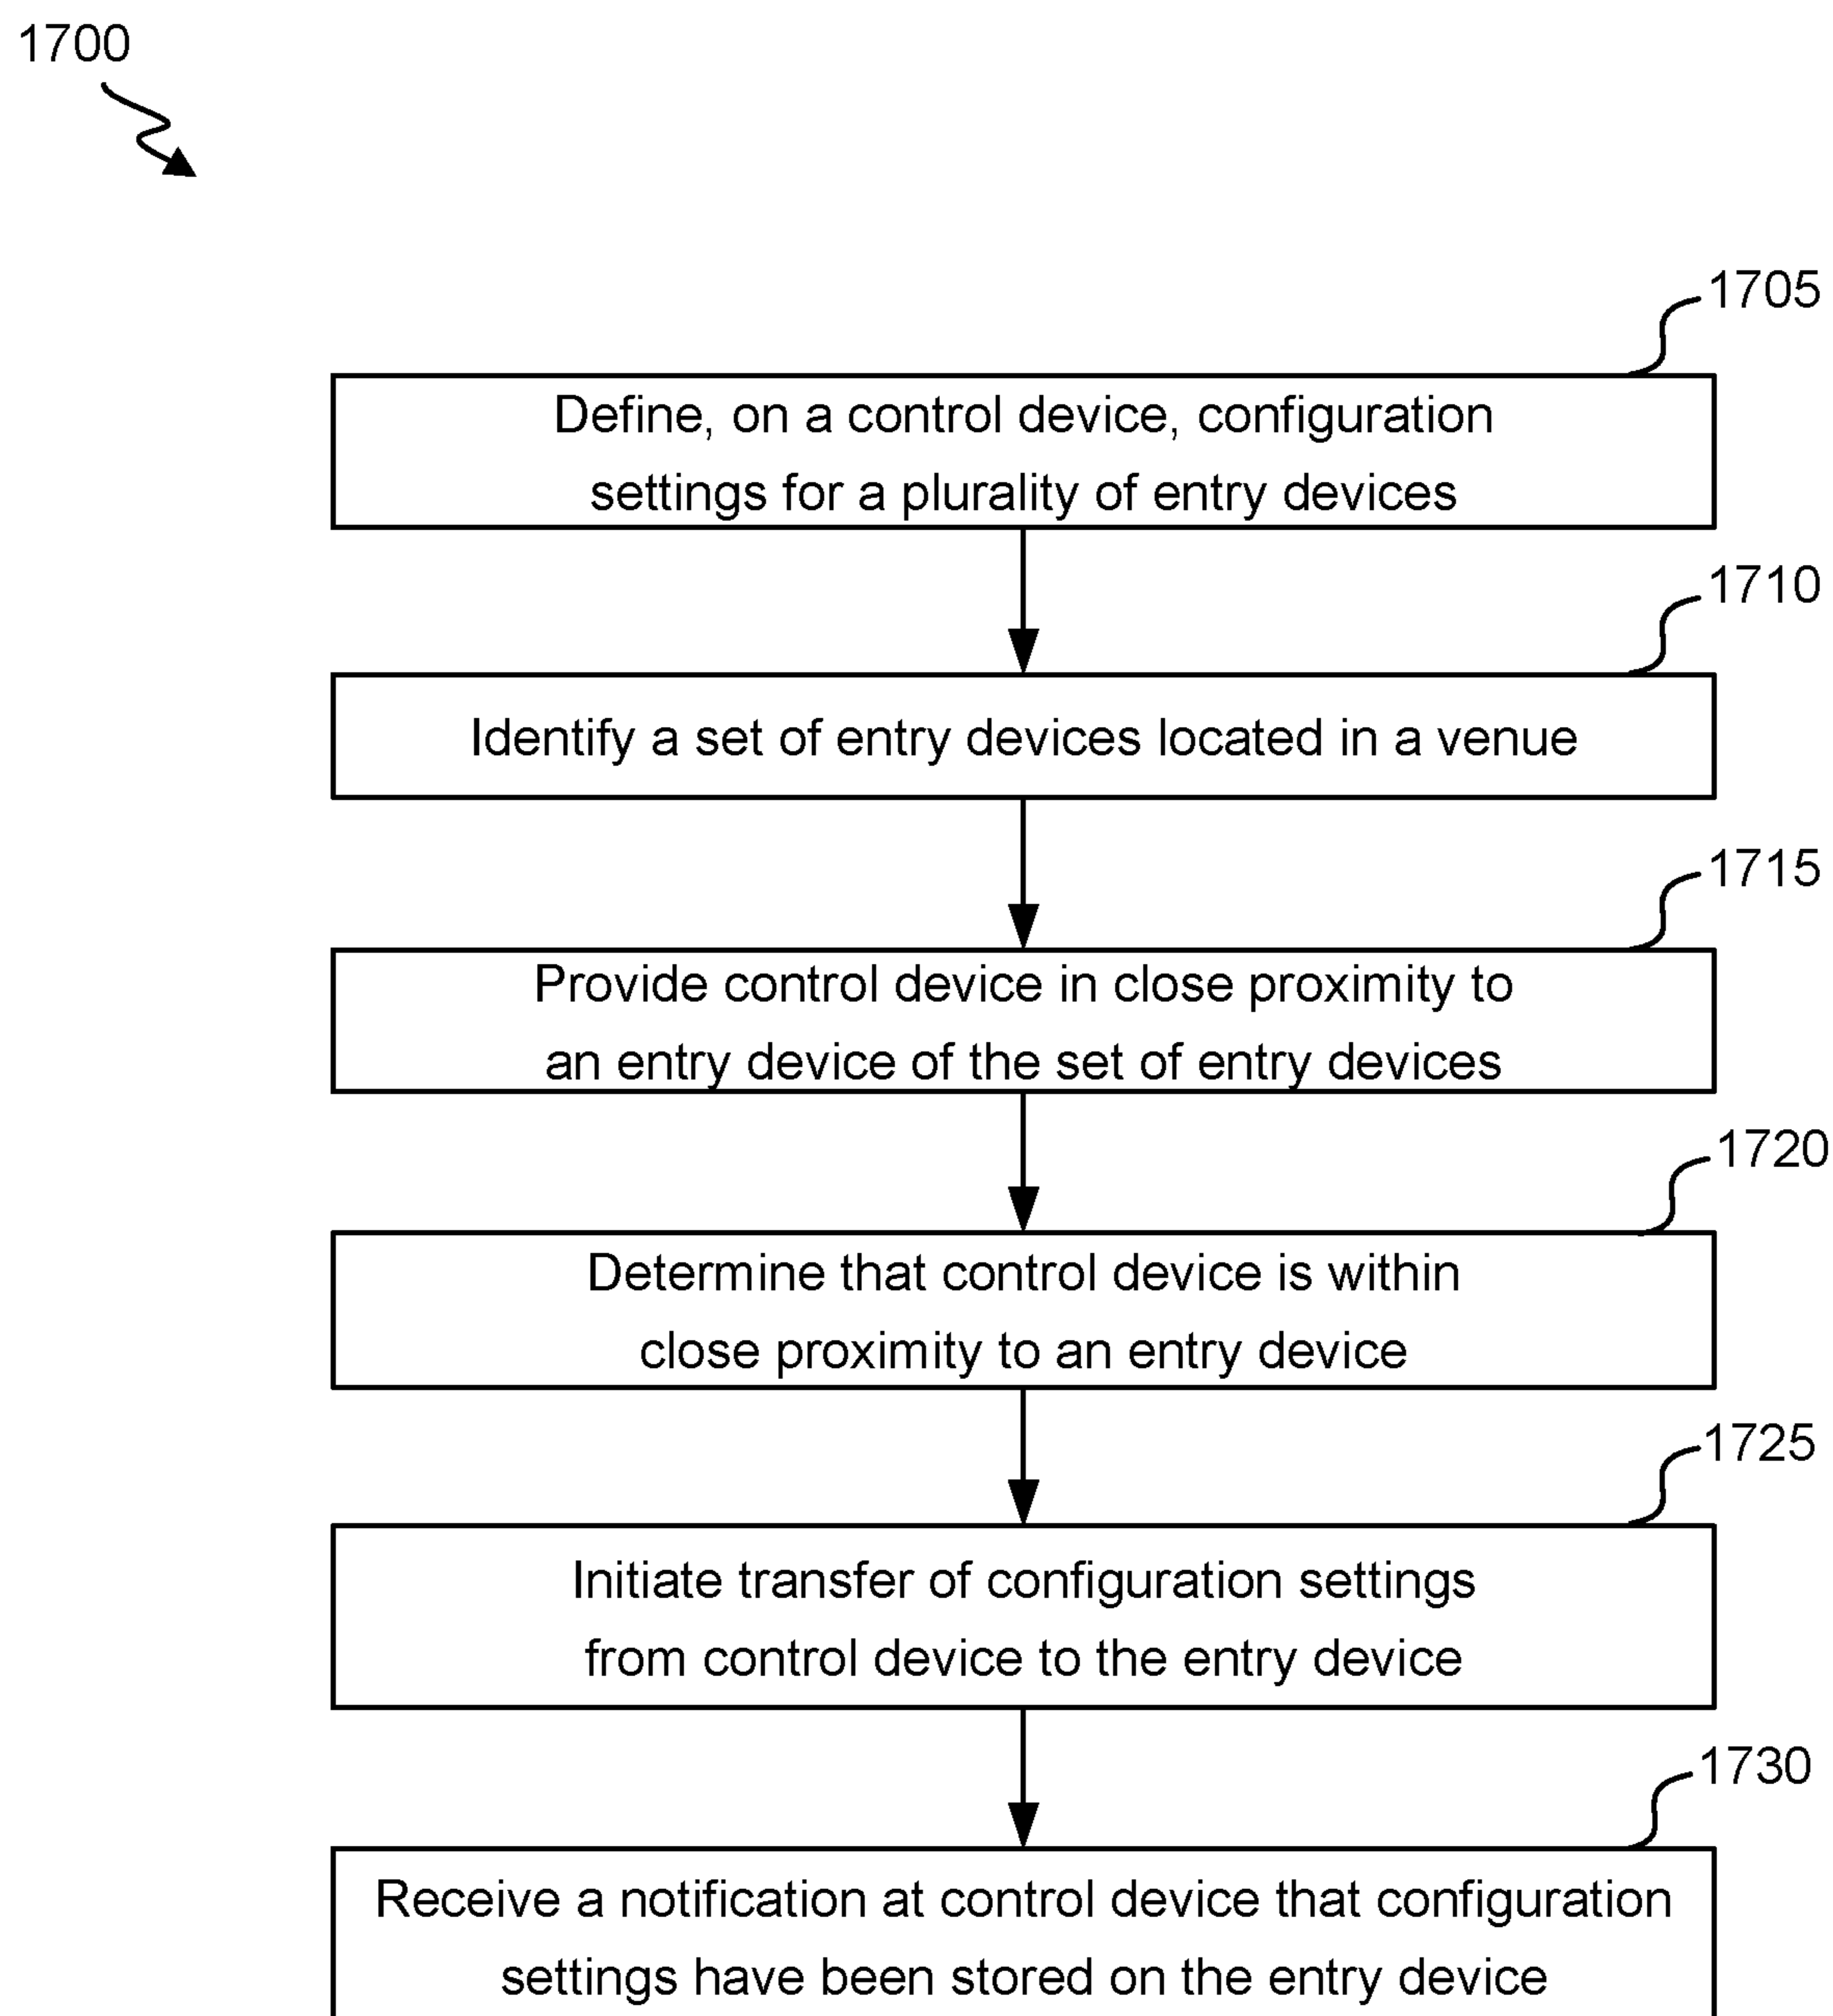 1700
1705
Define, on a control device, configuration
settings for a plurality of entry devices
1710
Identify a set of entry devices located in a venue
1715
Provide control device in close proximity to
an entry device of the set of entry devices
1720
Determine that control device is within
close proximity to an entry device
1725
Initiate transfer of configuration settings
from control device to the entry device
1730
Receive a notification at control device that configuration
settings have been stored on the entry device